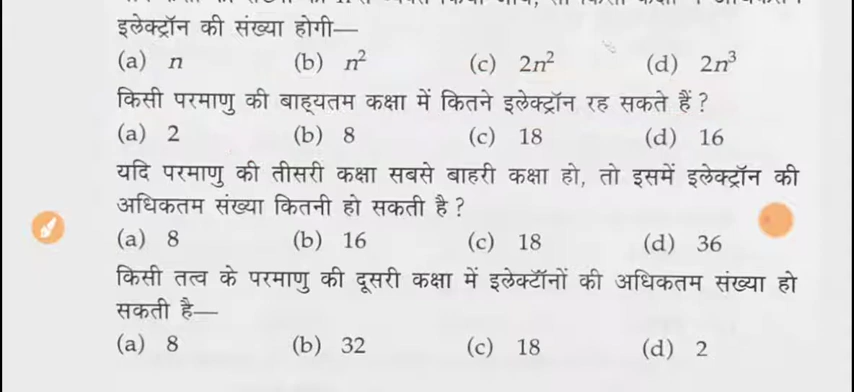 इलेक्ट्रॉन की संख्या होगी—
(a) n (b) n² (c) 2n² (d) 2n³
किसी परमाणु की बाह्यतम कक्षा में कितने इलेक्ट्रॉन रह सकते हैं ?
(a) 2 (b) 8 (c) 18 (d) 16
यदि परमाणु की तीसरी कक्षा सबसे बाहरी कक्षा हो, तो इसमें इलेक्ट्रॉन की
अधिकतम संख्या कितनी हो सकती है ?
(a) 8 (b) 16 (c) 18 (d) 36
किसी तत्व के परमाणु की दूसरी कक्षा में इलेक्टॉनों की अधिकतम संख्या हो
सकती है—
(a) 8 (b) 32 (c) 18 (d) 2